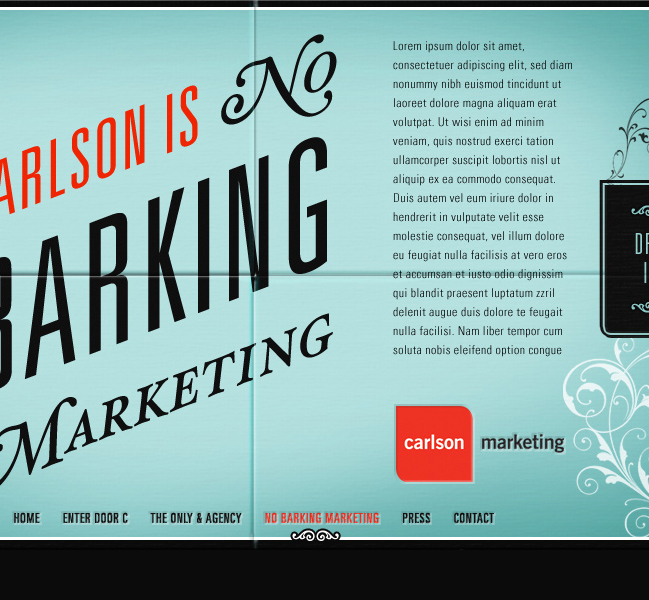 ARLSON IS No
BARKING
MARKETING
Lorem ipsum dolor sit amet,
consectetuer adipiscing elit, sed diam
nonummy nibh euismod tincidunt ut
laoreet dolore magna aliquam erat
volutpat. Ut wisi enim ad minim
veniam, quis nostrud exerci tation
ullamcorper suscipit lobortis nisl ut
aliquip ex ea commodo consequat.
Duis autem vel eum iriure dolor in
hendrerit in vulputate velit esse
molestie consequat, vel illum dolore
eu feugiat nulla facilisis at vero eros
et accumsan et iusto odio dignissim
qui blandit praesent luptatum zzril
delenit augue duis dolore te feugait
nulla facilisi. Nam liber tempor cum
soluta nobis eleifend option congue
carlson marketing
HOME ENTER DOOR C THE ONLY & AGENCY NO BARKING MARKETING PRESS CONTACT